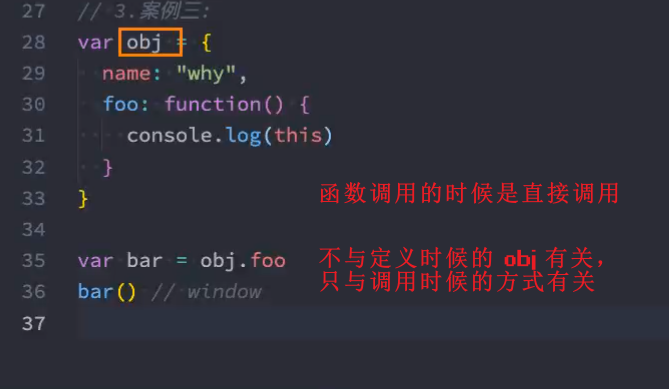 27 // 3.案例三:
28 var obj = {
29 name: "why",
30 foo: function() {
31 console.log(this)
32 }
33 }
函数调用的时候是直接调用
34
35 var bar = obj.foo
不与定义时候的 obj 有关，
36 bar() // window
只与调用时候的方式有关
37